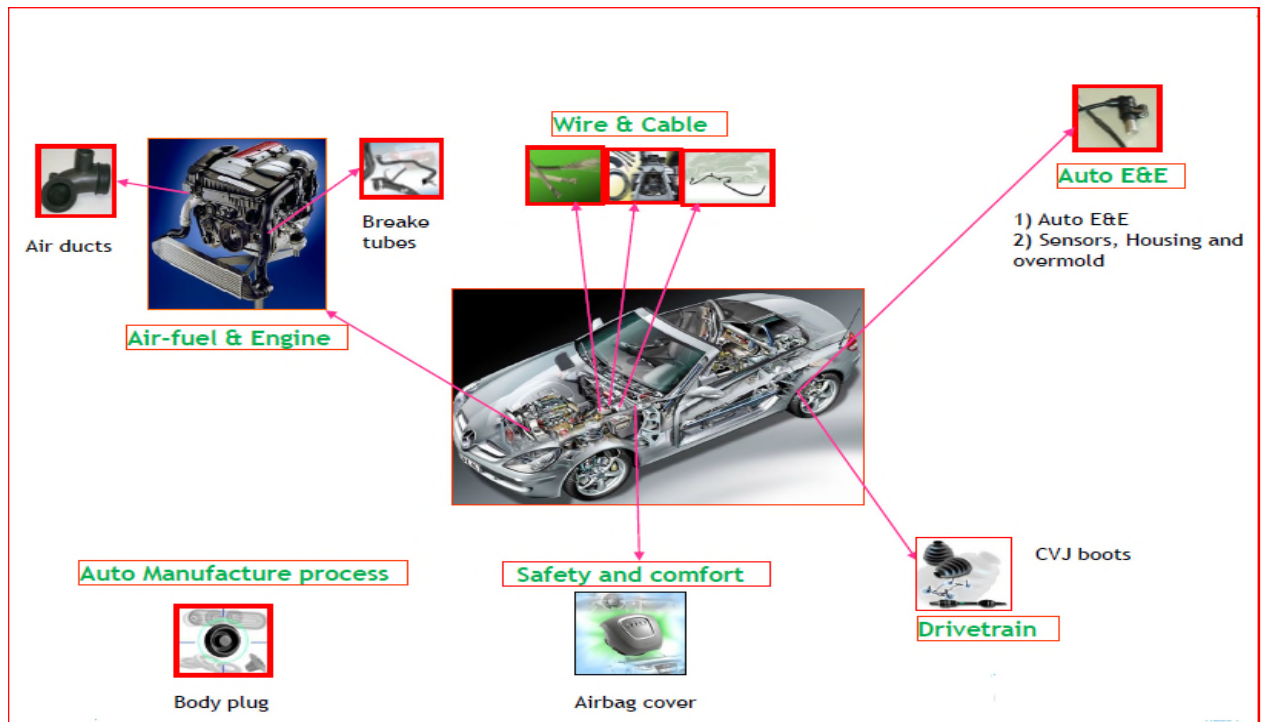 Wire & Cable
Auto E&E
1) Auto E&E
2) Sensors, Housing and
overmold
Air ducts
Breake
tubes
Air-fuel & Engine
Auto Manufacture process
Body plug
Safety and comfort
Airbag cover
CVJ boots
Drivetrain